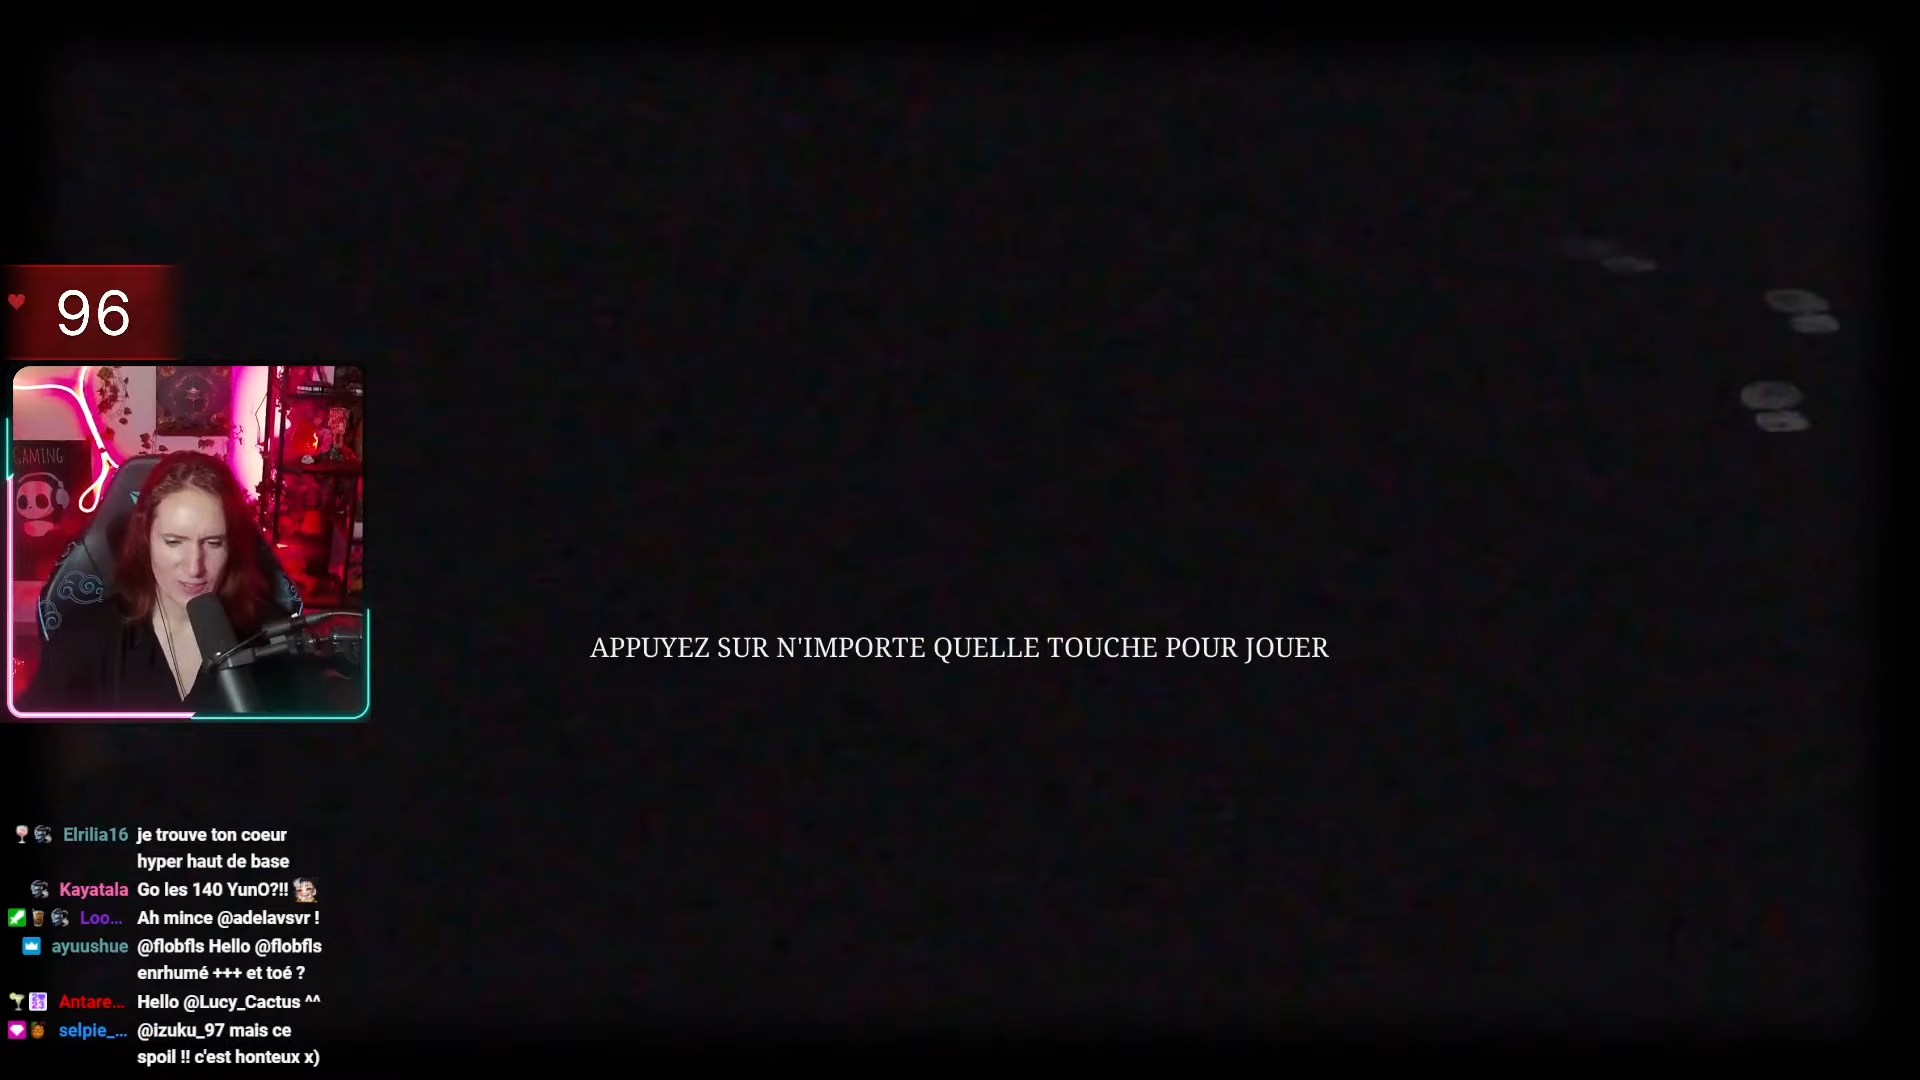 96
GAMING
APPUYEZ SUR N'IMPORTE QUELLE TOUCHE POUR JOUER
Elrilia16 je trouve ton coeur
hyper haut de base
Kayatala Go les 140 YunO?!!
Loo... Ah mince @adelavsvr !
ayuushue @flobfls Hello @flobfls
enrhumé +++ et toé ?
Antare... Hello @Lucy_Cactus ^^
selpie_... @izuku_97 mais ce
spoil !! c'est honteux x)